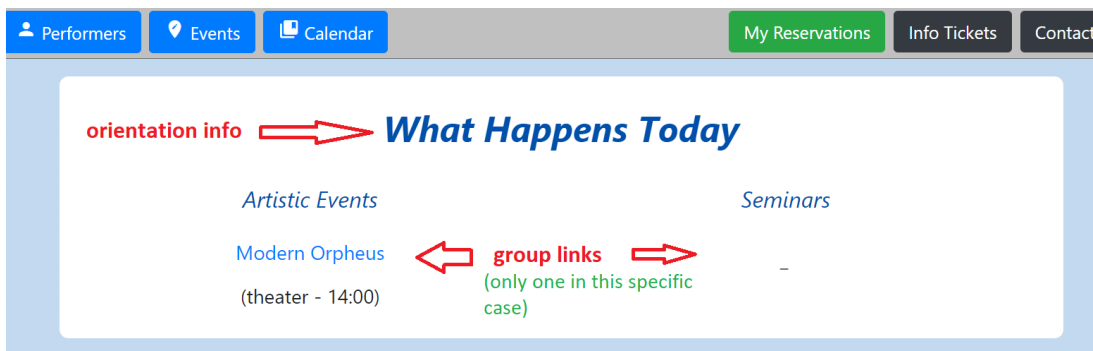 Performers Events Calendar My Reservations Info Tickets Contact
orientation info What Happens Today
Artistic Events Seminars
Modern Orpheus group links –
(only one in this specific
case)
(theater - 14:00)